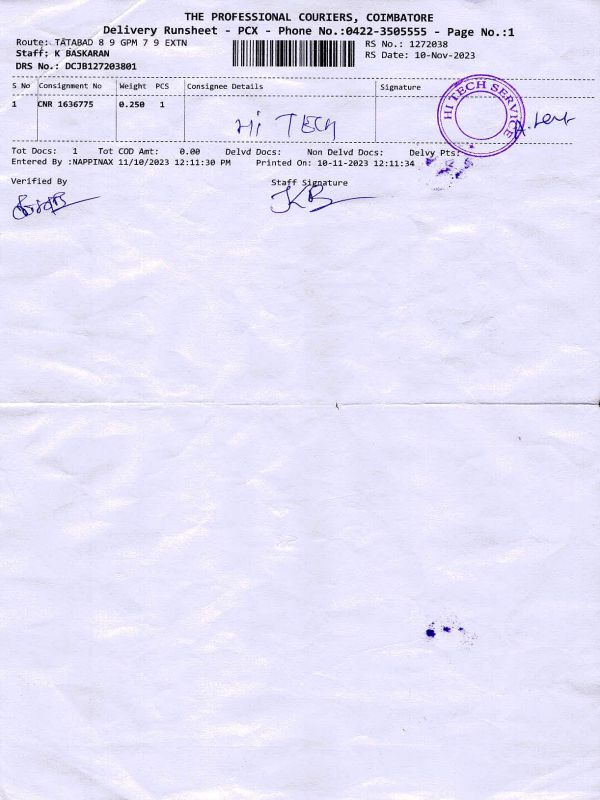 THE PROFESSIONAL COURIERS, COIMBATORE
Delivery Runsheet - PCX - Phone No.:0422-3505555 - Page No.:1
Route: TATABAD 8 9 GPM 7 9 EXTN RS No.: 1272038
Staff: K BASKARAN RS Date: 10-Nov-2023
DRS No.: DCJB127203801
S No Consignment No Weight PCS Consignee Details Signature
1 CNR 1636775 0.250 1
Hi TECH
HI TECH SERVICE
Tot Docs: 1 Tot COD Amt: 0.00 Delvd Docs: Non Delvd Docs: Delvy Pts:
Entered By :NAPPINAX 11/10/2023 12:11:30 PM Printed On: 10-11-2023 12:11:34
Verified By Staff Signature